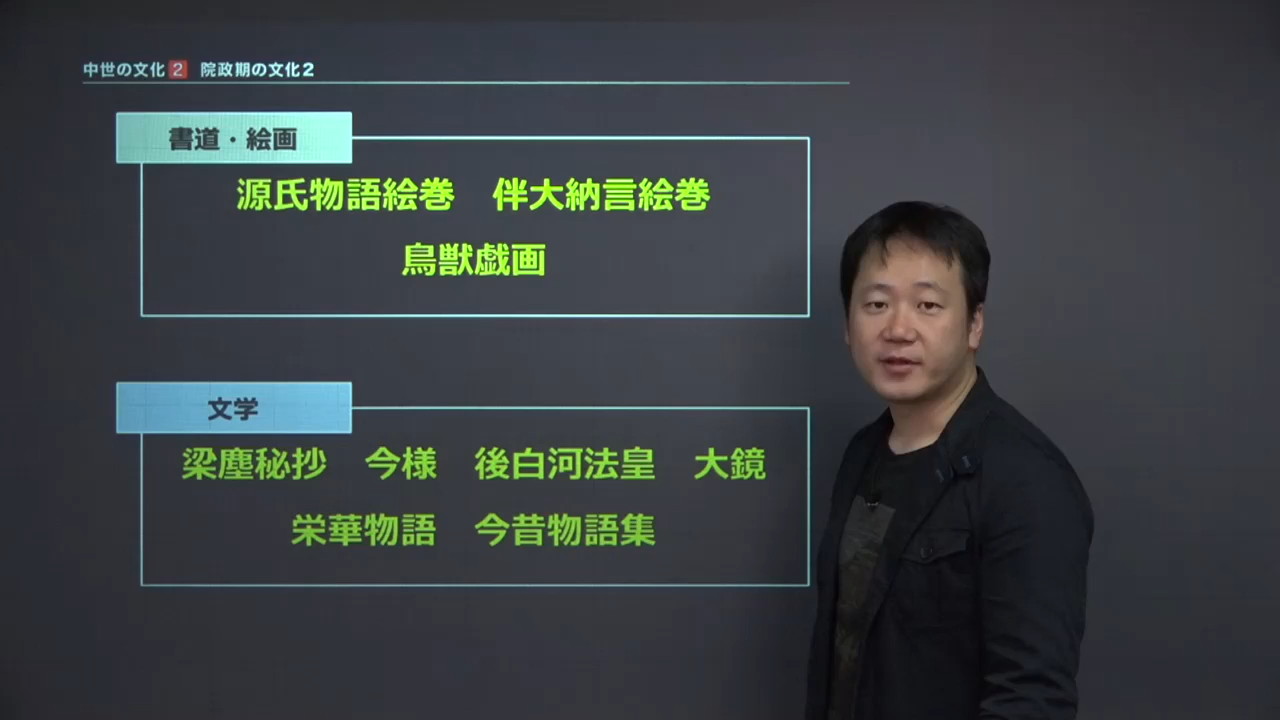 中世の文化2 院政期の文化2
書道・絵画
源氏物語絵巻 伴大納言絵巻
鳥獣戯画
文学
梁塵秘抄 今様 後白河法皇 大鏡
栄華物語 今昔物語集